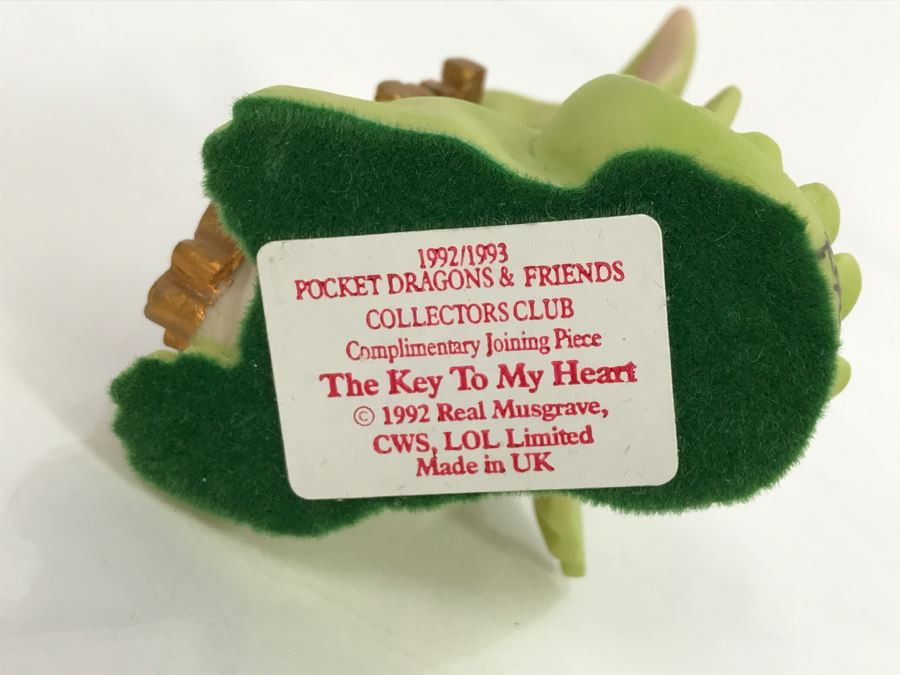 1992/1993
POCKET DRAGONS & FRIENDS
COLLECTORS CLUB
Complimentary Joining Piece
The Key To My Heart
© 1992 Real Musgrave,
CWS, LOL Limited
Made in UK